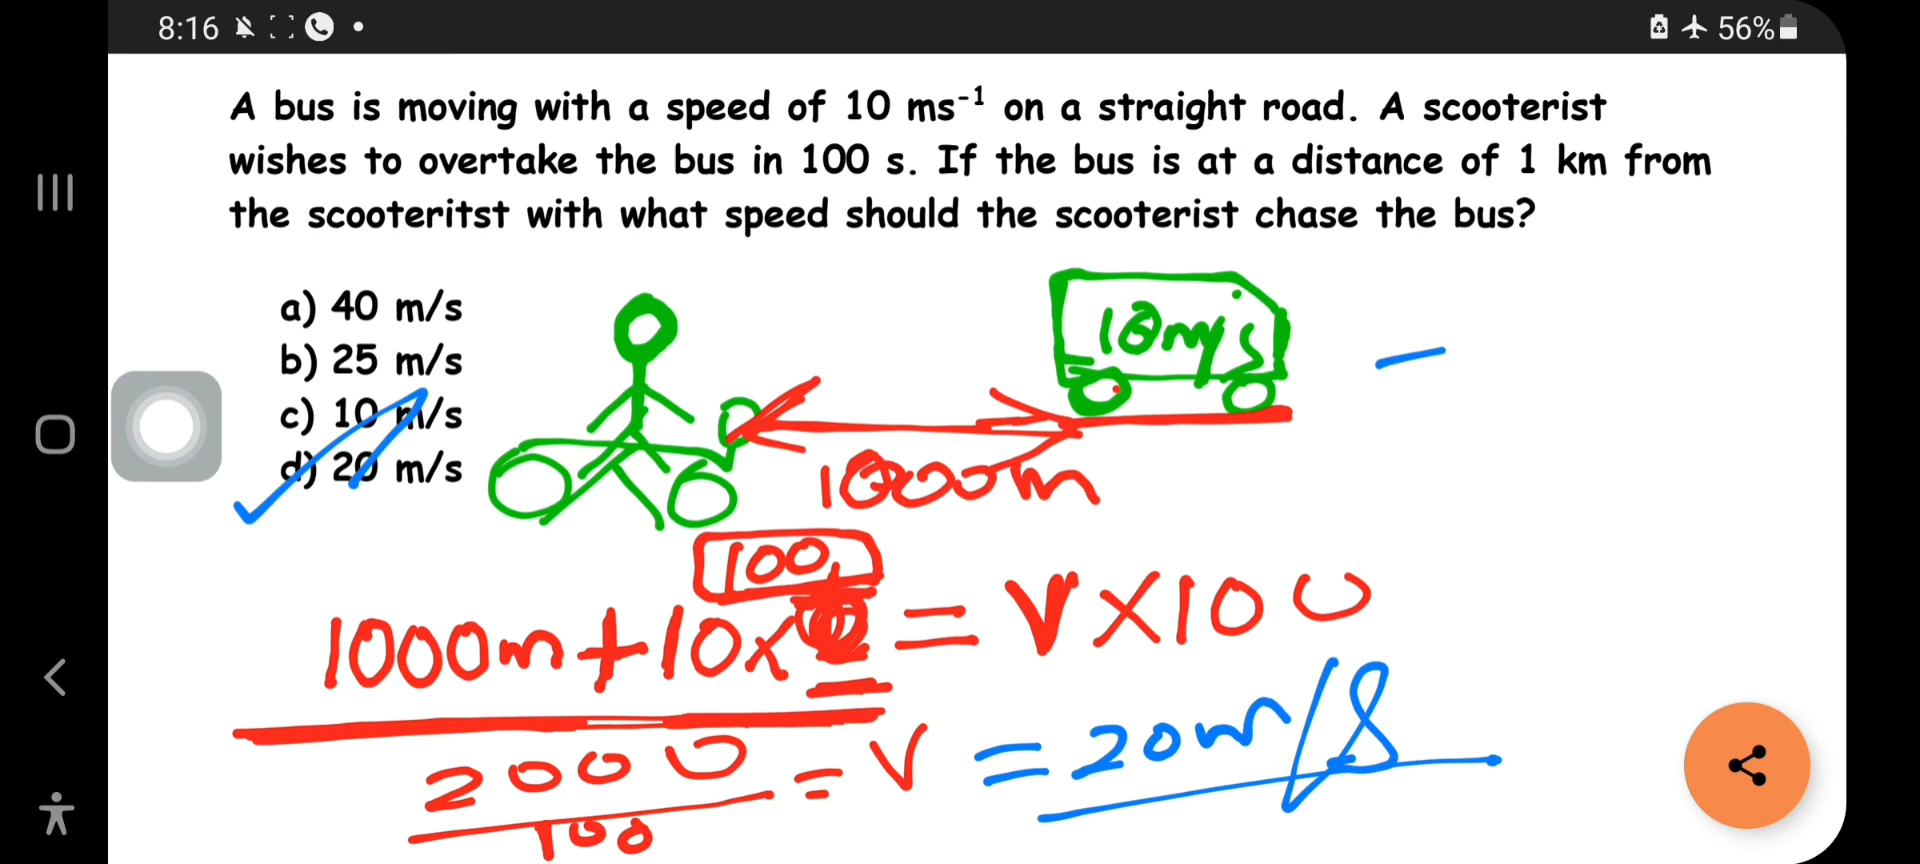 8:16
56%
A bus is moving with a speed of 10 ms⁻¹ on a straight road. A scooterist
wishes to overtake the bus in 100 s. If the bus is at a distance of 1 km from
the scooteritst with what speed should the scooterist chase the bus?
a) 40 m/s
b) 25 m/s
c) 10 m/s
d) 20 m/s
10m/s
1000m
100
1000m+10x = V×100
2000/100 = V = 20m/s